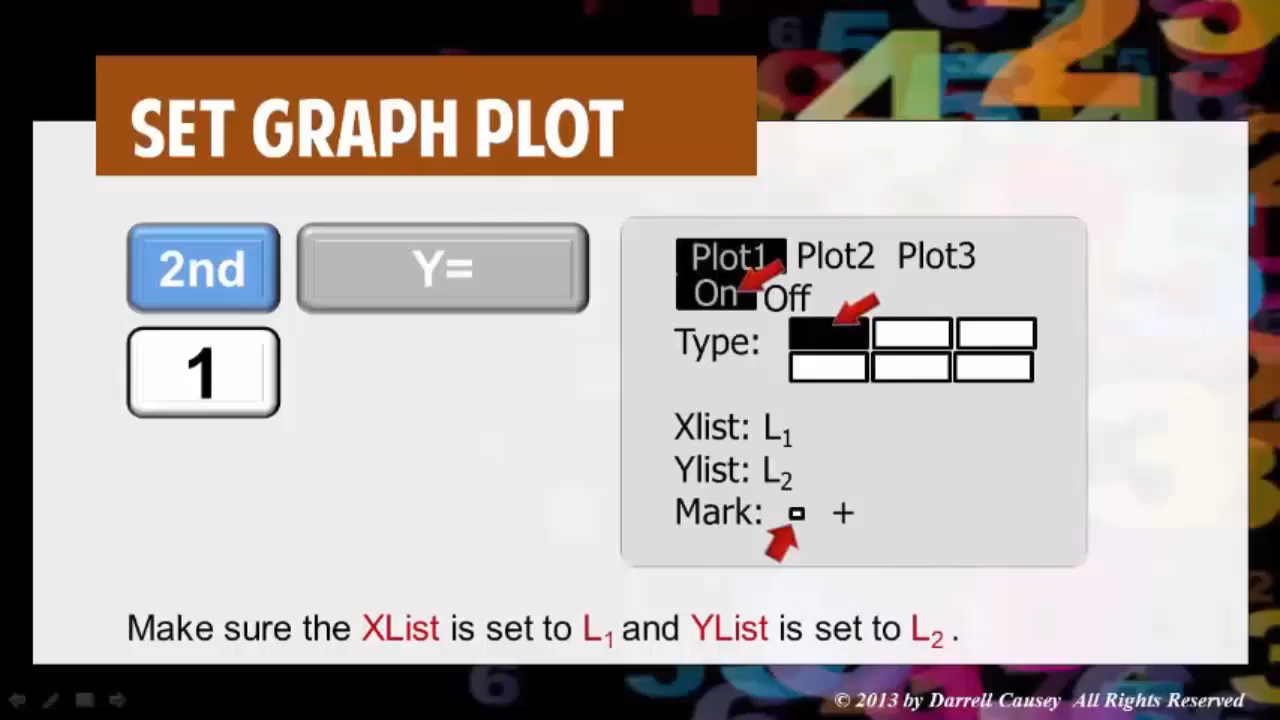 SET GRAPH PLOT
2nd Y=
1
Plot1 Plot2 Plot3
On Off
Type:
Xlist: L₁
Ylist: L₂
Mark: ▫ +
Make sure the XList is set to L₁ and YList is set to L₂ .
© 2013 by Darrell Causey All Rights Reserved